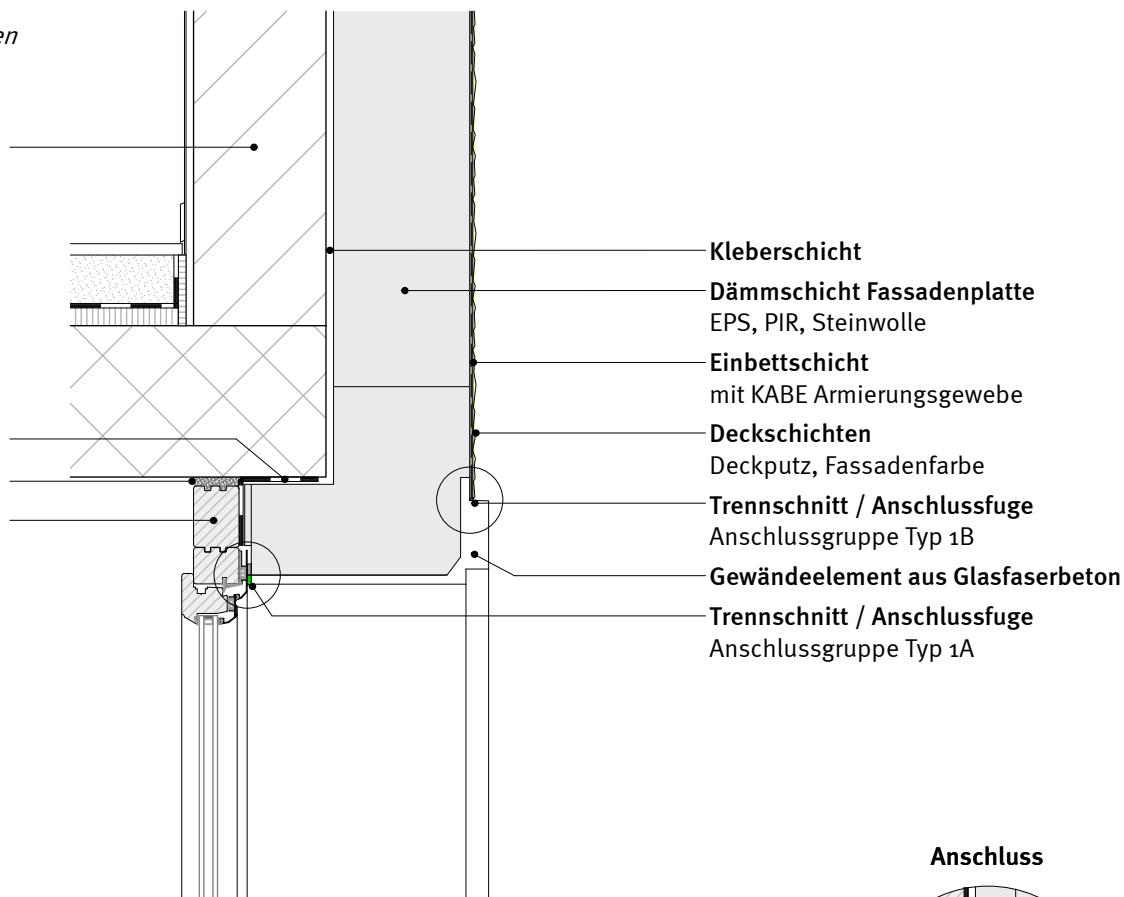 Kleberschicht
Dämmschicht Fassadenplatte
EPS, PIR, Steinwolle
Einbettschicht
mit KABE Armierungsgewebe
Deckschichten
Deckputz, Fassadenfarbe
Trennschnitt / Anschlussfuge
Anschlussgruppe Typ 1B
Gewändeelement aus Glasfaserbeton
Trennschnitt / Anschlussfuge
Anschlussgruppe Typ 1A
Anschluss